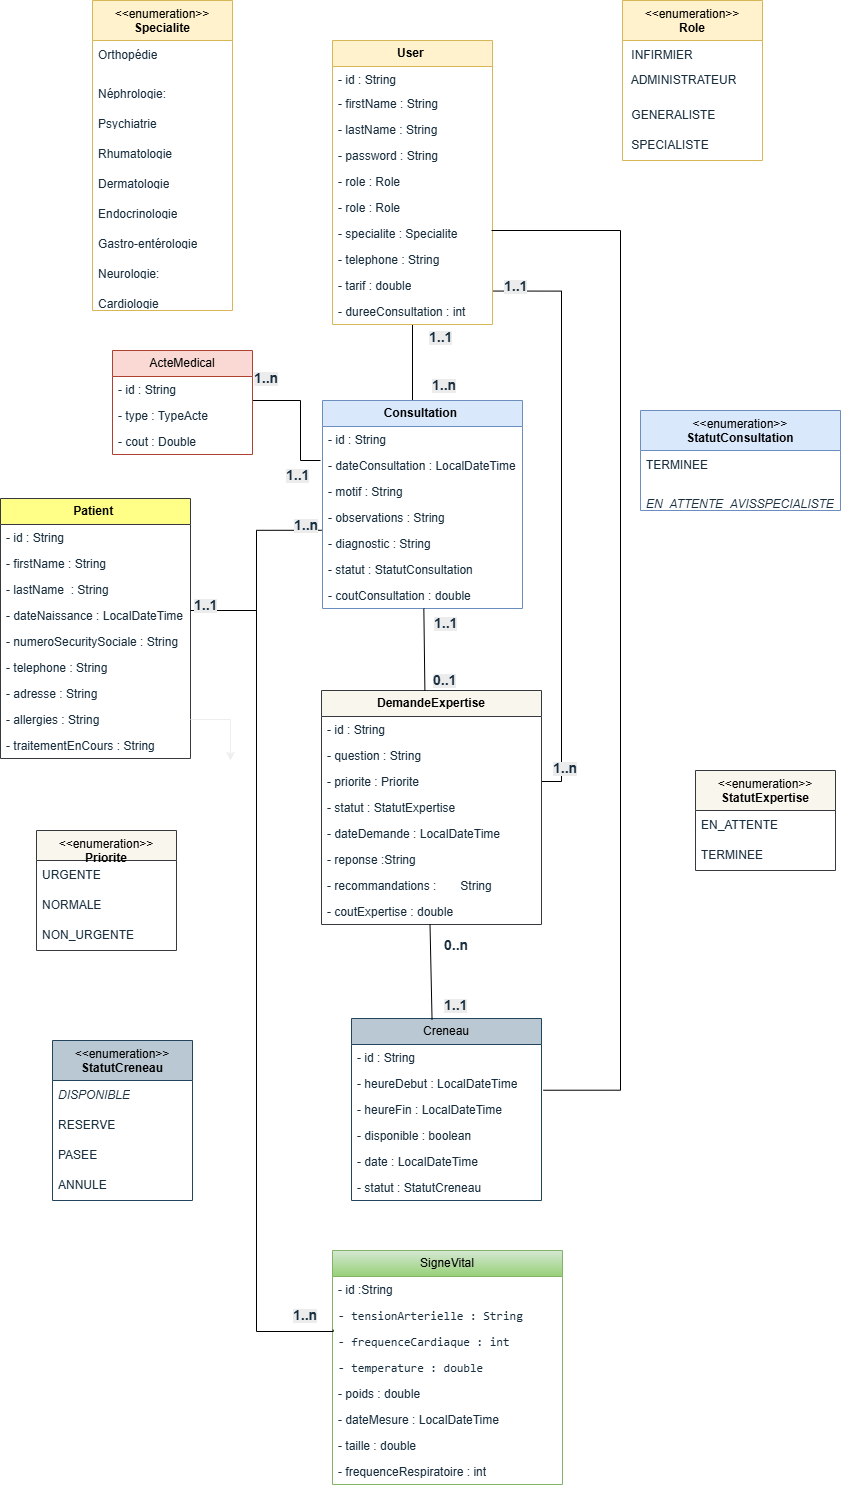 <<enumeration>>
Specialite
Orthopédie
Néphrologie:
Psychiatrie
Rhumatologie
Dermatologie
Endocrinologie
Gastro-entérologie
Neurologie:
Cardiologie
User
- id : String
- firstName : String
- lastName : String
- password : String
- role : Role
- role : Role
- specialite : Specialite
- telephone : String
- tarif : double
- dureeConsultation : int
<<enumeration>>
Role
INFIRMIER
ADMINISTRATEUR
GENERALISTE
SPECIALISTE
1..1
1..1
1..n
ActeMedical
- id : String
- type : TypeActe
- cout : Double
1..n
1..1
Consultation
- id : String
- dateConsultation : LocalDateTime
- motif : String
- observations : String
- diagnostic : String
- statut : StatutConsultation
- coutConsultation : double
<<enumeration>>
StatutConsultation
TERMINEE
EN_ATTENTE_AVISSPECIALISTE
Patient
- id : String
- firstName : String
- lastName  : String
- dateNaissance : LocalDateTime
- numeroSecuritySociale : String
- telephone : String
- adresse : String
- allergies : String
- traitementEnCours : String
1..n
1..1
1..1
0..1
DemandeExpertise
- id : String
- question : String
- priorite : Priorite
- statut : StatutExpertise
- dateDemande : LocalDateTime
- reponse :String
- recommandations :       String
- coutExpertise : double
1..n
<<enumeration>>
StatutExpertise
EN_ATTENTE
TERMINEE
<<enumeration>>
Priorite
URGENTE
NORMALE
NON_URGENTE
0..n
1..1
<<enumeration>>
StatutCreneau
DISPONIBLE
RESERVE
PASEE
ANNULE
Creneau
- id : String
- heureDebut : LocalDateTime
- heureFin : LocalDateTime
- disponible : boolean
- date : LocalDateTime
- statut : StatutCreneau
1..n
SigneVital
- id :String
- tensionArterielle : String
- frequenceCardiaque : int
- temperature : double
- poids : double
- dateMesure : LocalDateTime
- taille : double
- frequenceRespiratoire : int